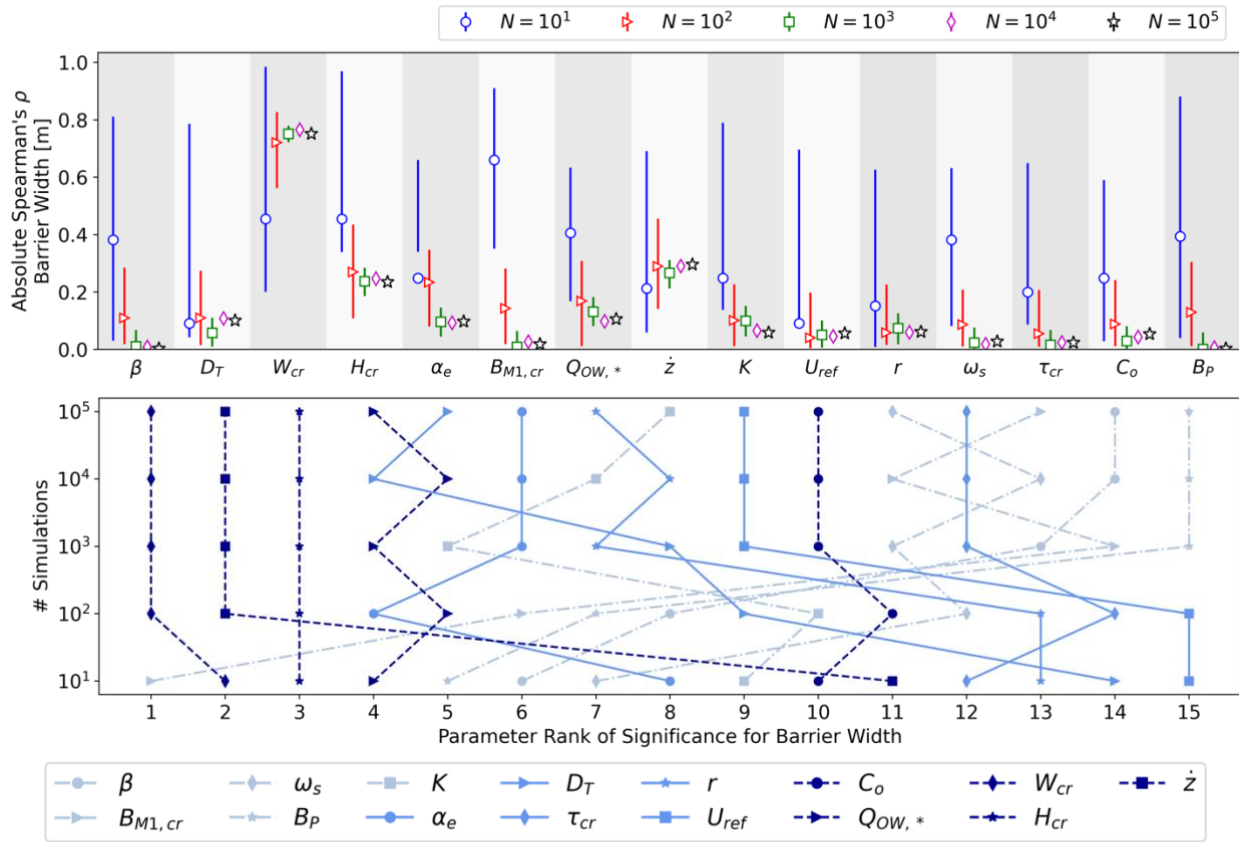 N = 10¹ N = 10² N = 10³ N = 10⁴ N = 10⁵
Absolute Spearman's ρ
Barrier Width [m]
1.0
0.8
0.6
0.4
0.2
0.0
β D_T W_cr H_cr α_e B_M1,cr Q_OW,* ż K U_ref r ω_s τ_cr C_o B_P
# Simulations
10⁵
10⁴
10³
10²
10¹
1 2 3 4 5 6 7 8 9 10 11 12 13 14 15
Parameter Rank of Significance for Barrier Width
β ω_s K D_T r C_o W_cr ż
B_M1,cr B_P α_e τ_cr U_ref Q_OW,* H_cr